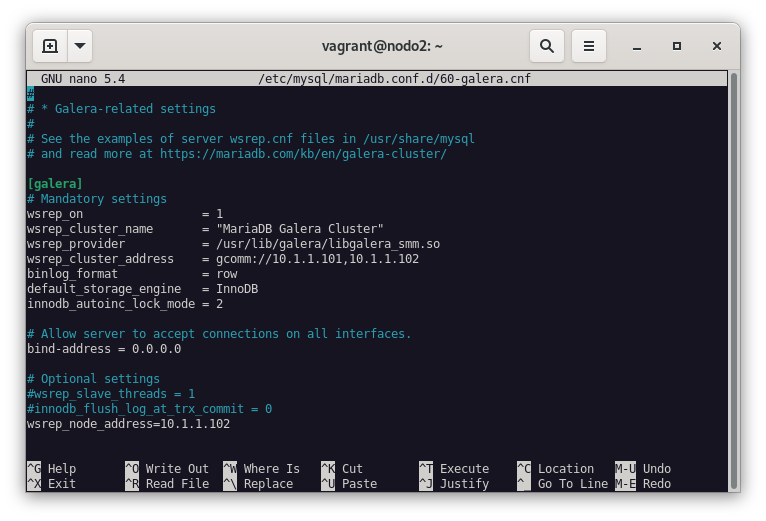 vagrant@nodo2: ~
GNU nano 5.4 /etc/mysql/mariadb.conf.d/60-galera.cnf
#
# * Galera-related settings
#
# See the examples of server wsrep.cnf files in /usr/share/mysql
# and read more at https://mariadb.com/kb/en/galera-cluster/
[galera]
# Mandatory settings
wsrep_on = 1
wsrep_cluster_name = "MariaDB Galera Cluster"
wsrep_provider = /usr/lib/galera/libgalera_smm.so
wsrep_cluster_address = gcomm://10.1.1.101,10.1.1.102
binlog_format = row
default_storage_engine = InnoDB
innodb_autoinc_lock_mode = 2
# Allow server to accept connections on all interfaces.
bind-address = 0.0.0.0
# Optional settings
#wsrep_slave_threads = 1
#innodb_flush_log_at_trx_commit = 0
wsrep_node_address=10.1.1.102
^G Help ^O Write Out ^W Where Is ^K Cut ^T Execute ^C Location M-U Undo
^X Exit ^R Read File ^\ Replace ^U Paste ^J Justify ^_ Go To Line M-E Redo